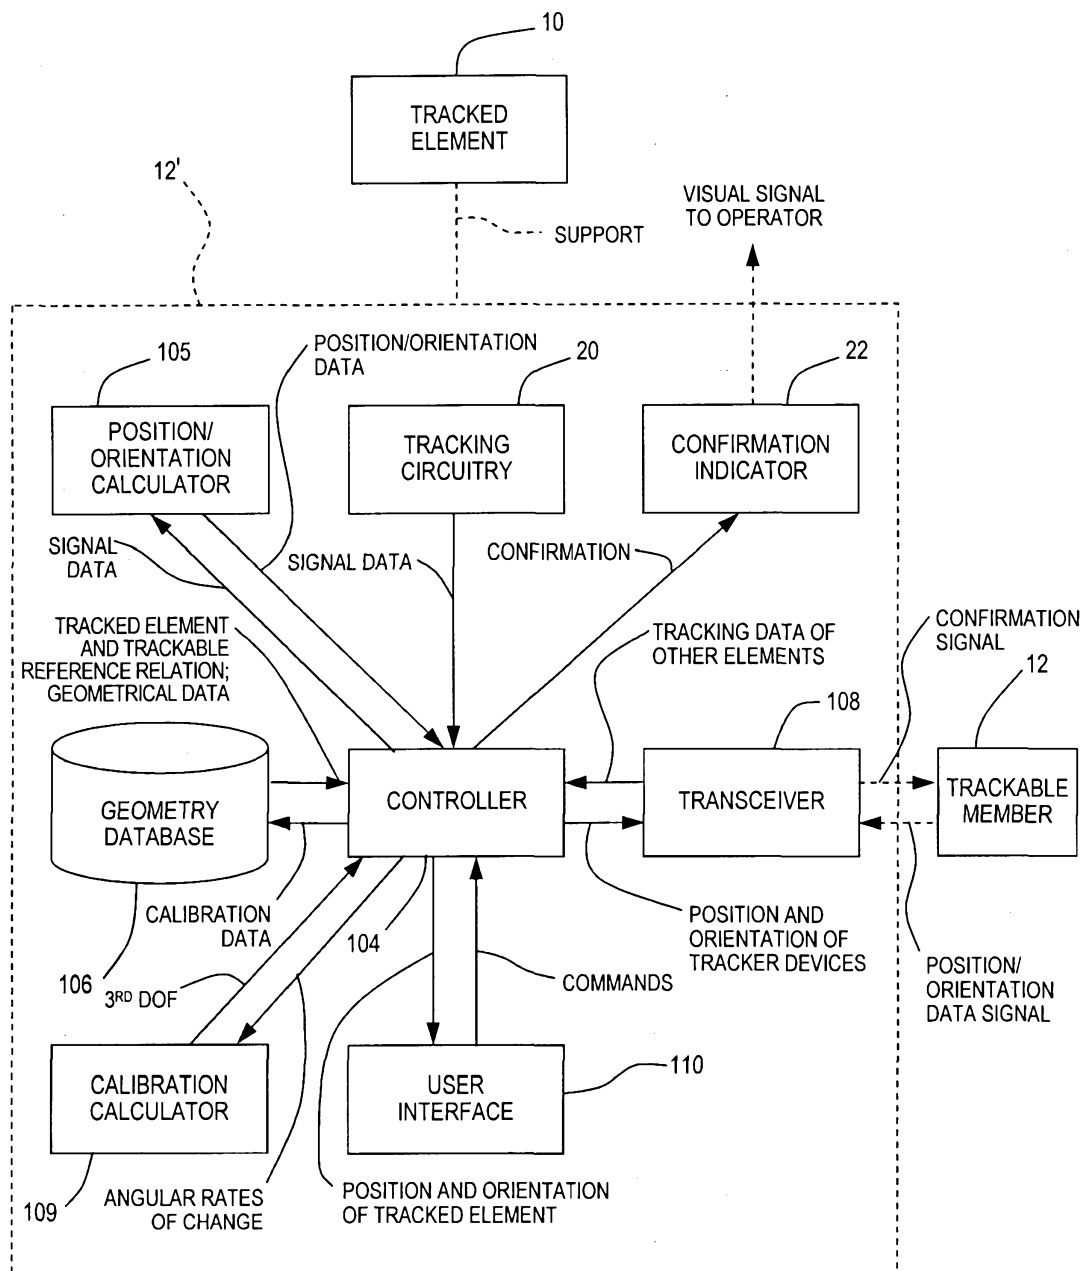 10
TRACKED
ELEMENT
12'
SUPPORT
VISUAL SIGNAL
TO OPERATOR
105
POSITION/ORIENTATION
DATA
20
22
POSITION/
ORIENTATION
CALCULATOR
TRACKING
CIRCUITRY
CONFIRMATION
INDICATOR
SIGNAL
DATA
SIGNAL DATA
CONFIRMATION
TRACKED ELEMENT
AND TRACKABLE
REFERENCE RELATION;
GEOMETRICAL DATA
TRACKING DATA OF
OTHER ELEMENTS
CONFIRMATION
SIGNAL
12
108
GEOMETRY
DATABASE
CONTROLLER
TRANSCEIVER
TRACKABLE
MEMBER
CALIBRATION
DATA
104
106
3RD DOF
COMMANDS
POSITION AND
ORIENTATION OF
TRACKER DEVICES
POSITION/
ORIENTATION
DATA SIGNAL
CALIBRATION
CALCULATOR
USER
INTERFACE
110
109
ANGULAR RATES
OF CHANGE
POSITION AND ORIENTATION
OF TRACKED ELEMENT